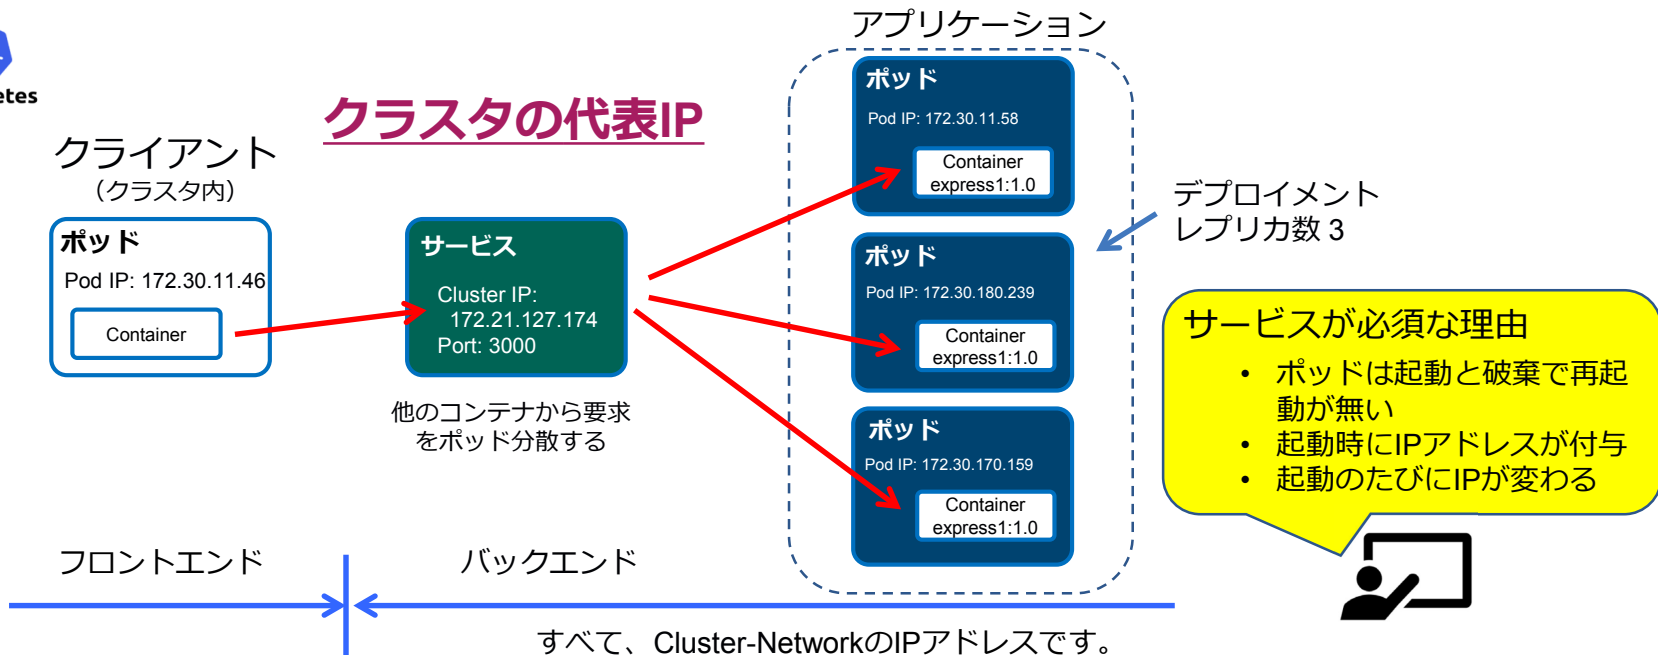 etes
クラスタの代表IP
クライアント
（クラスタ内）
ポッド
Pod IP: 172.30.11.46
Container
サービス
Cluster IP:
172.21.127.174
Port: 3000
他のコンテナから要求
をポッド分散する
アプリケーション
ポッド
Pod IP: 172.30.11.58
Container
express1:1.0
ポッド
Pod IP: 172.30.180.239
Container
express1:1.0
ポッド
Pod IP: 172.30.170.159
Container
express1:1.0
デプロイメント
レプリカ数 3
サービスが必須な理由
• ポッドは起動と破棄で再起
動が無い
• 起動時にIPアドレスが付与
• 起動のたびにIPが変わる
フロントエンド
バックエンド
すべて、Cluster-NetworkのIPアドレスです。